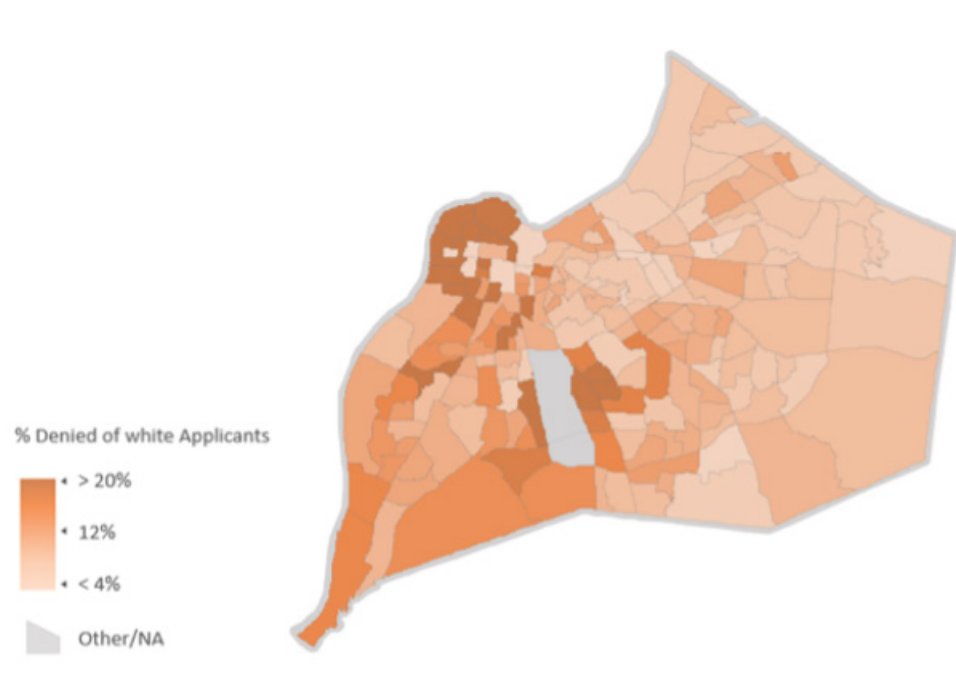 % Denied of white Applicants
> 20%
12%
< 4%
Other/NA